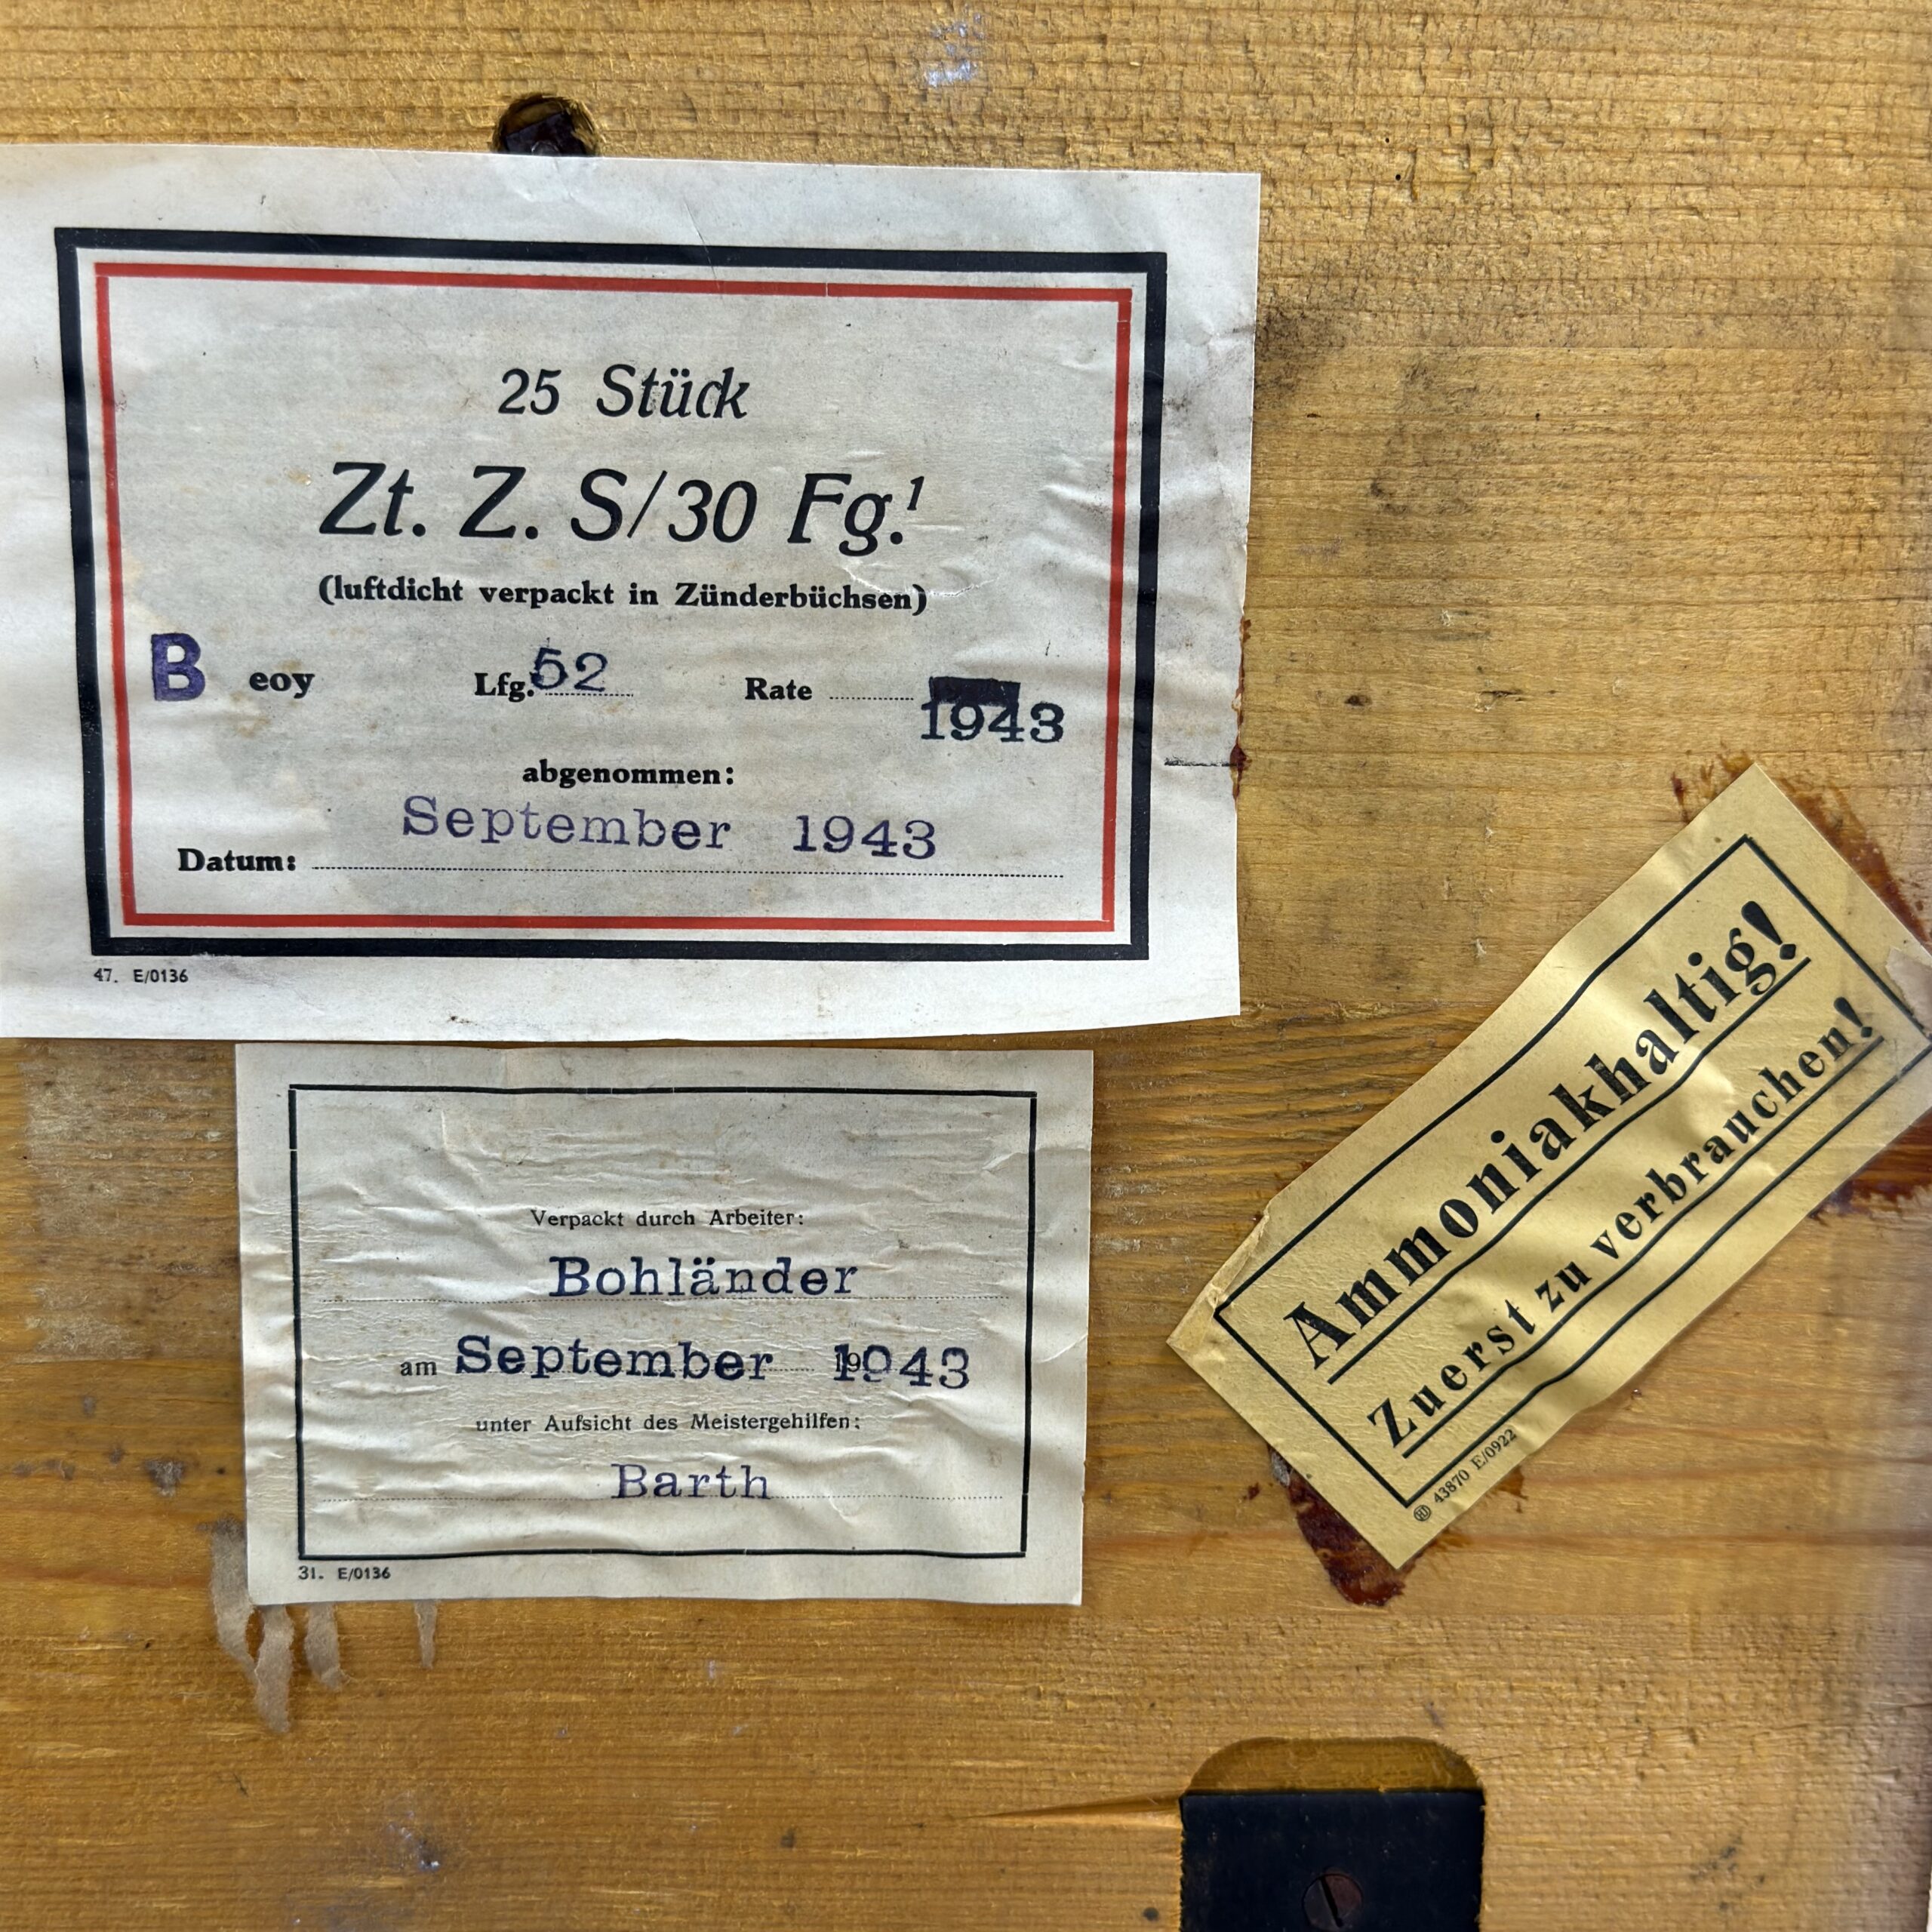 25 Stück
Zt. Z. S/30 Fg.¹
(luftdicht verpackt in Zünderbüchsen)
B eoy Lfg. 52 Rate 1943
abgenommen:
September 1943
Datum:
47. E/0136
Verpackt durch Arbeiter:
Bohländer
am September 19 1943
unter Aufsicht des Meistergehilfen:
Barth
31. E/0136
Ammoniakhaltig!
Zuerst zu verbrauchen!
43870 E/0922